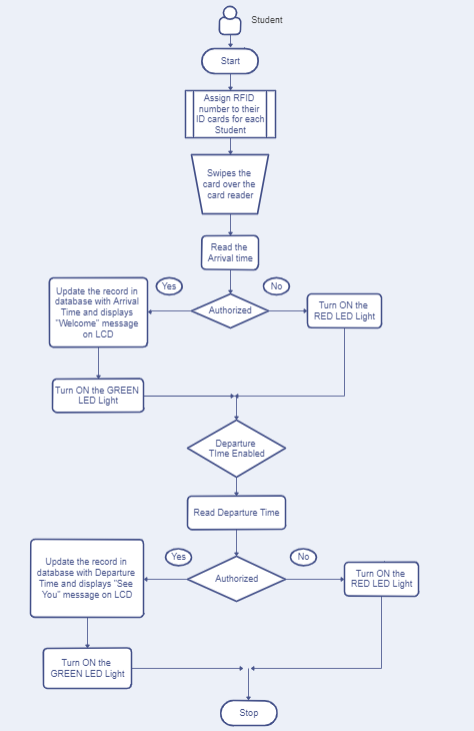 Student
Start
Assign RFID
number to their
ID cards for each
Student
Swipes the
card over the
card reader
Read the
Arrival time
Yes
No
Update the record in
database with Arrival
Time and displays
"Welcome" message
on LCD
Authorized
Turn ON the
RED LED Light
Turn ON the GREEN
LED Light
Departure
TIme Enabled
Read Departure Time
Yes
No
Update the record in
database with Departure
Time and displays "See
You" message on LCD
Authorized
Turn ON the
RED LED Light
Turn ON the
GREEN LED Light
Stop